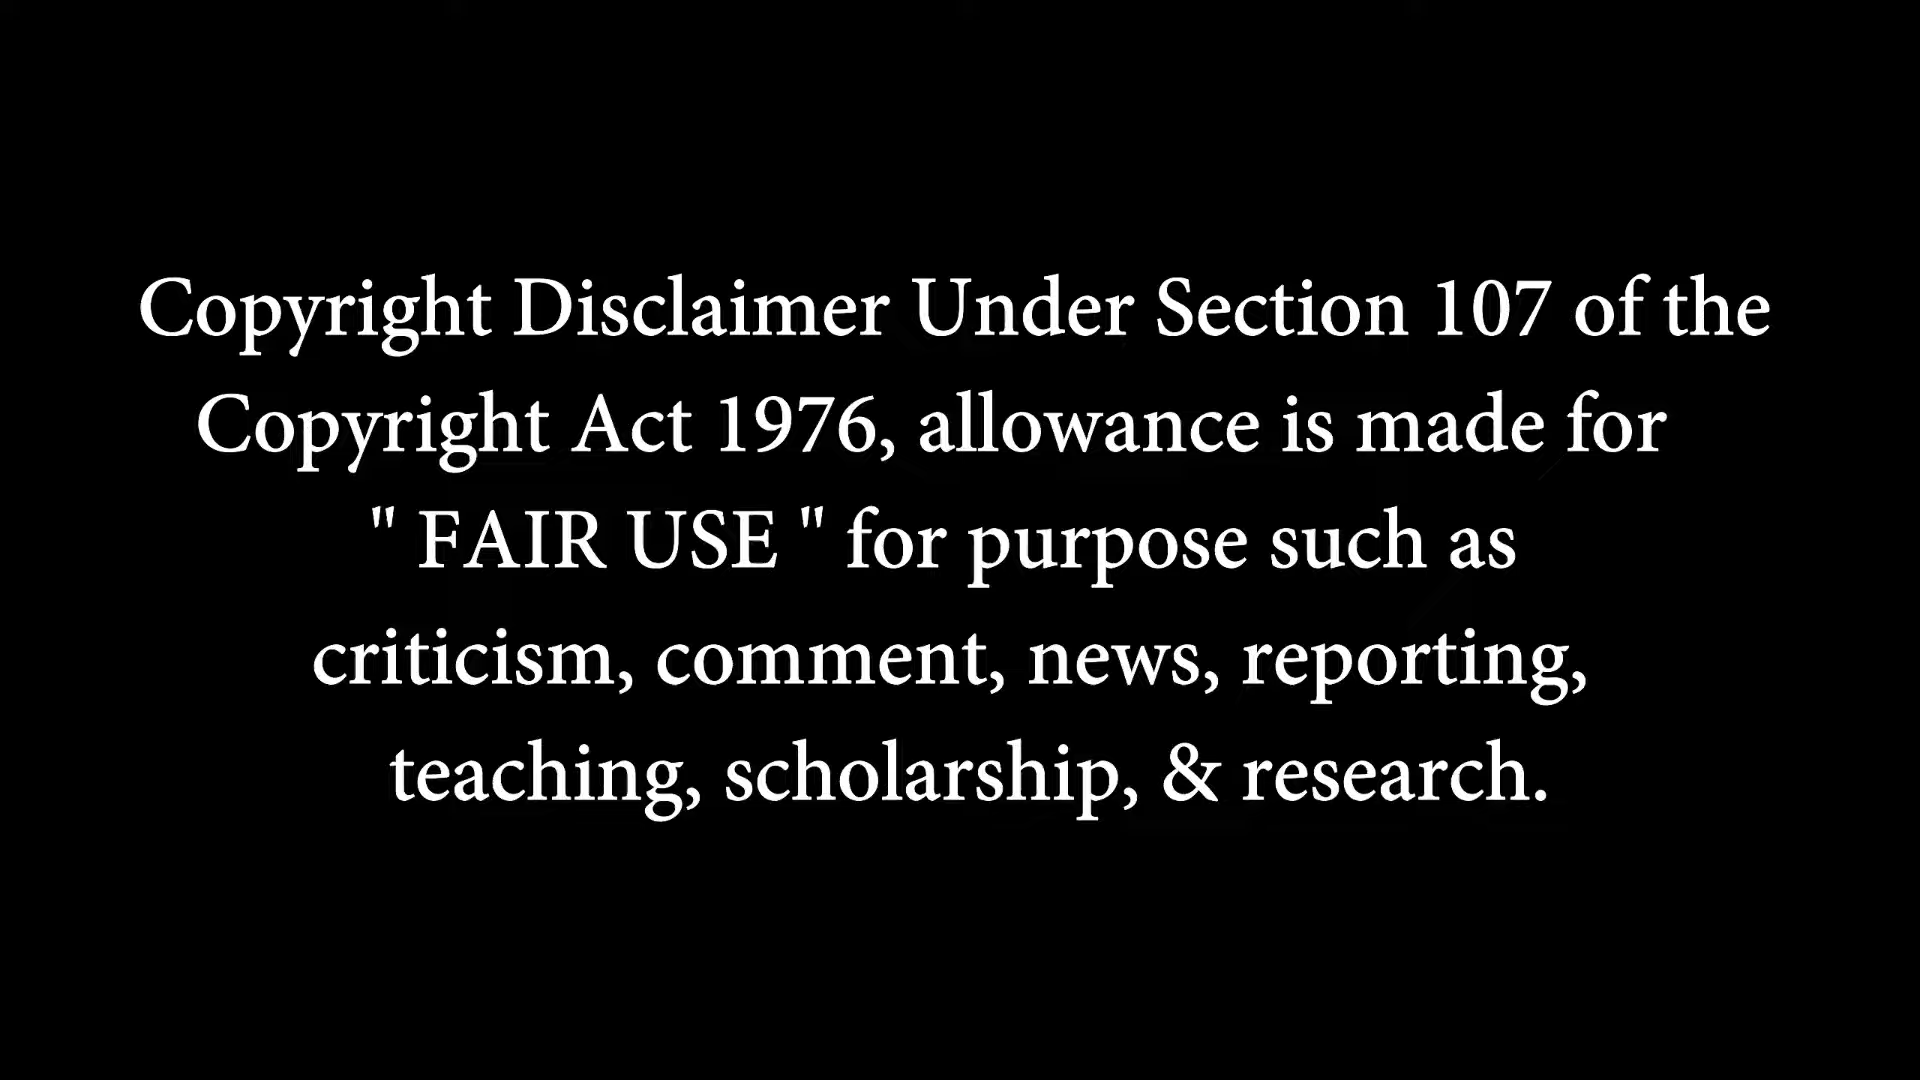 Copyright Disclaimer Under Section 107 of the
Copyright Act 1976, allowance is made for
" FAIR USE " for purpose such as
criticism, comment, news, reporting,
teaching, scholarship, & research.